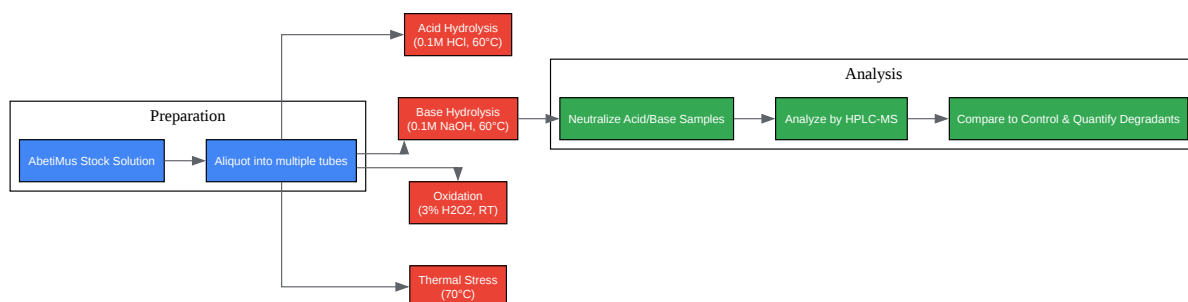 Preparation
AbetiMus Stock Solution
Aliquot into multiple tubes
Acid Hydrolysis
(0.1M HCl, 60°C)
Base Hydrolysis
(0.1M NaOH, 60°C)
Oxidation
(3% H2O2, RT)
Thermal Stress
(70°C)
Analysis
Neutralize Acid/Base Samples
Analyze by HPLC-MS
Compare to Control & Quantify Degradants